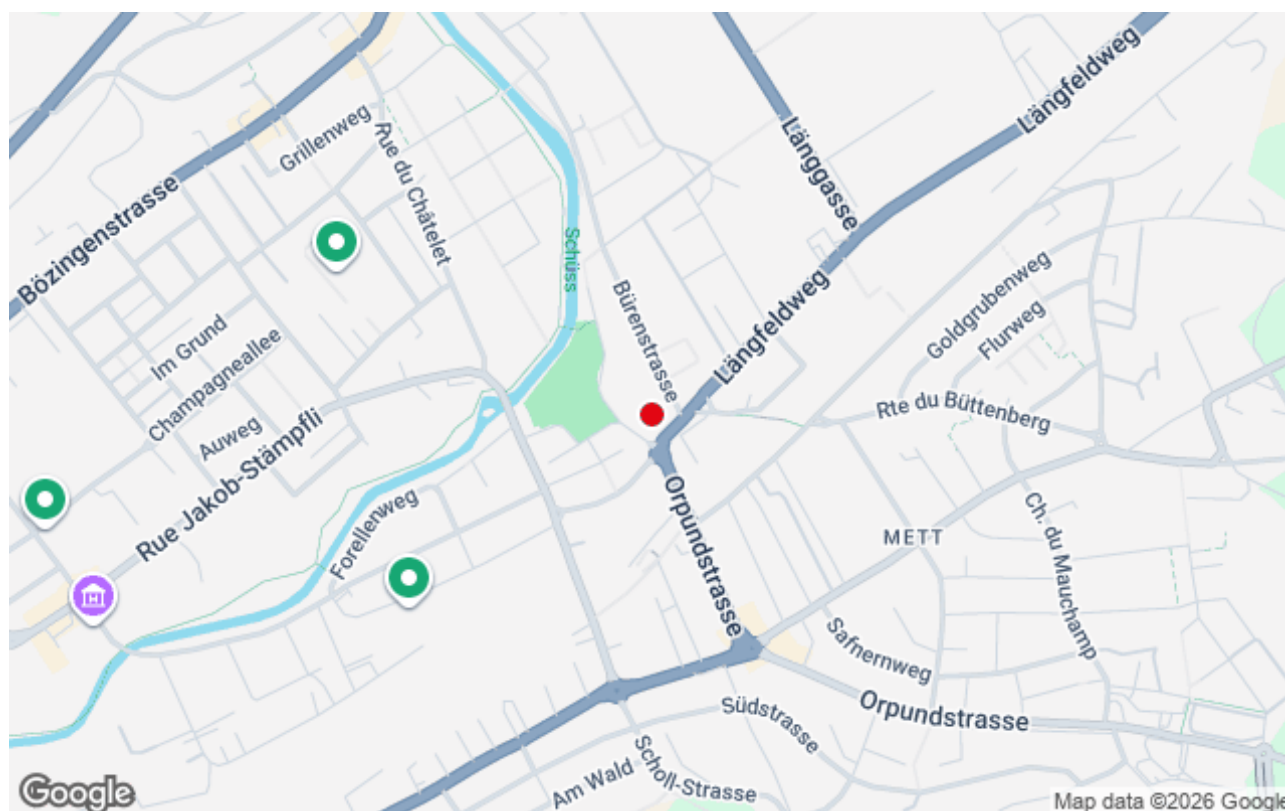 Längfeldweg
Grillenweg
Rue du Châtelet
Länggasse
Bözingenstrasse
Schüss
Goldgrubenweg
Bürenstrasse
Längfeldweg
Flurweg
Im Grund
Champagneallee
Rte du Büttenberg
Auweg
Rue Jakob-Stämpfli
Orpundstrasse
METT
Ch. du Mauchamp
Forellenweg
Safnernweg
Südstrasse
Orpundstrasse
Scholl-Strasse
Am Wald
Google
Map data ©2026 Google